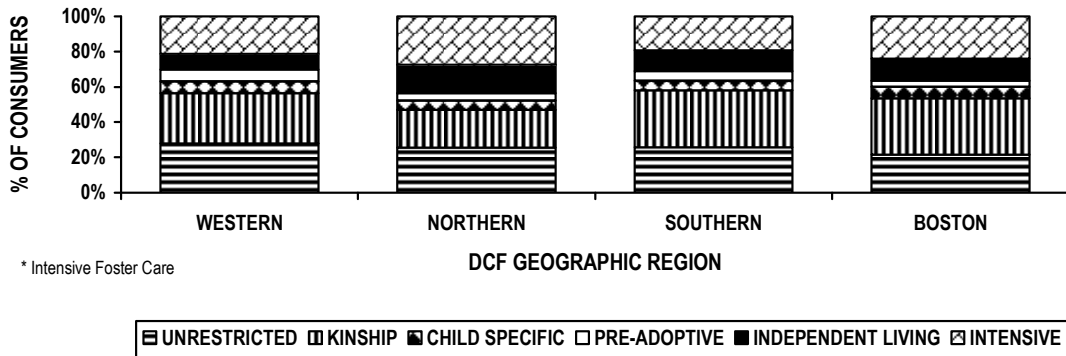 % OF CONSUMERS
100%
80%
60%
40%
20%
0%
WESTERN NORTHERN SOUTHERN BOSTON
* Intensive Foster Care
DCF GEOGRAPHIC REGION
UNRESTRICTED KINSHIP CHILD SPECIFIC PRE-ADOPTIVE INDEPENDENT LIVING INTENSIVE